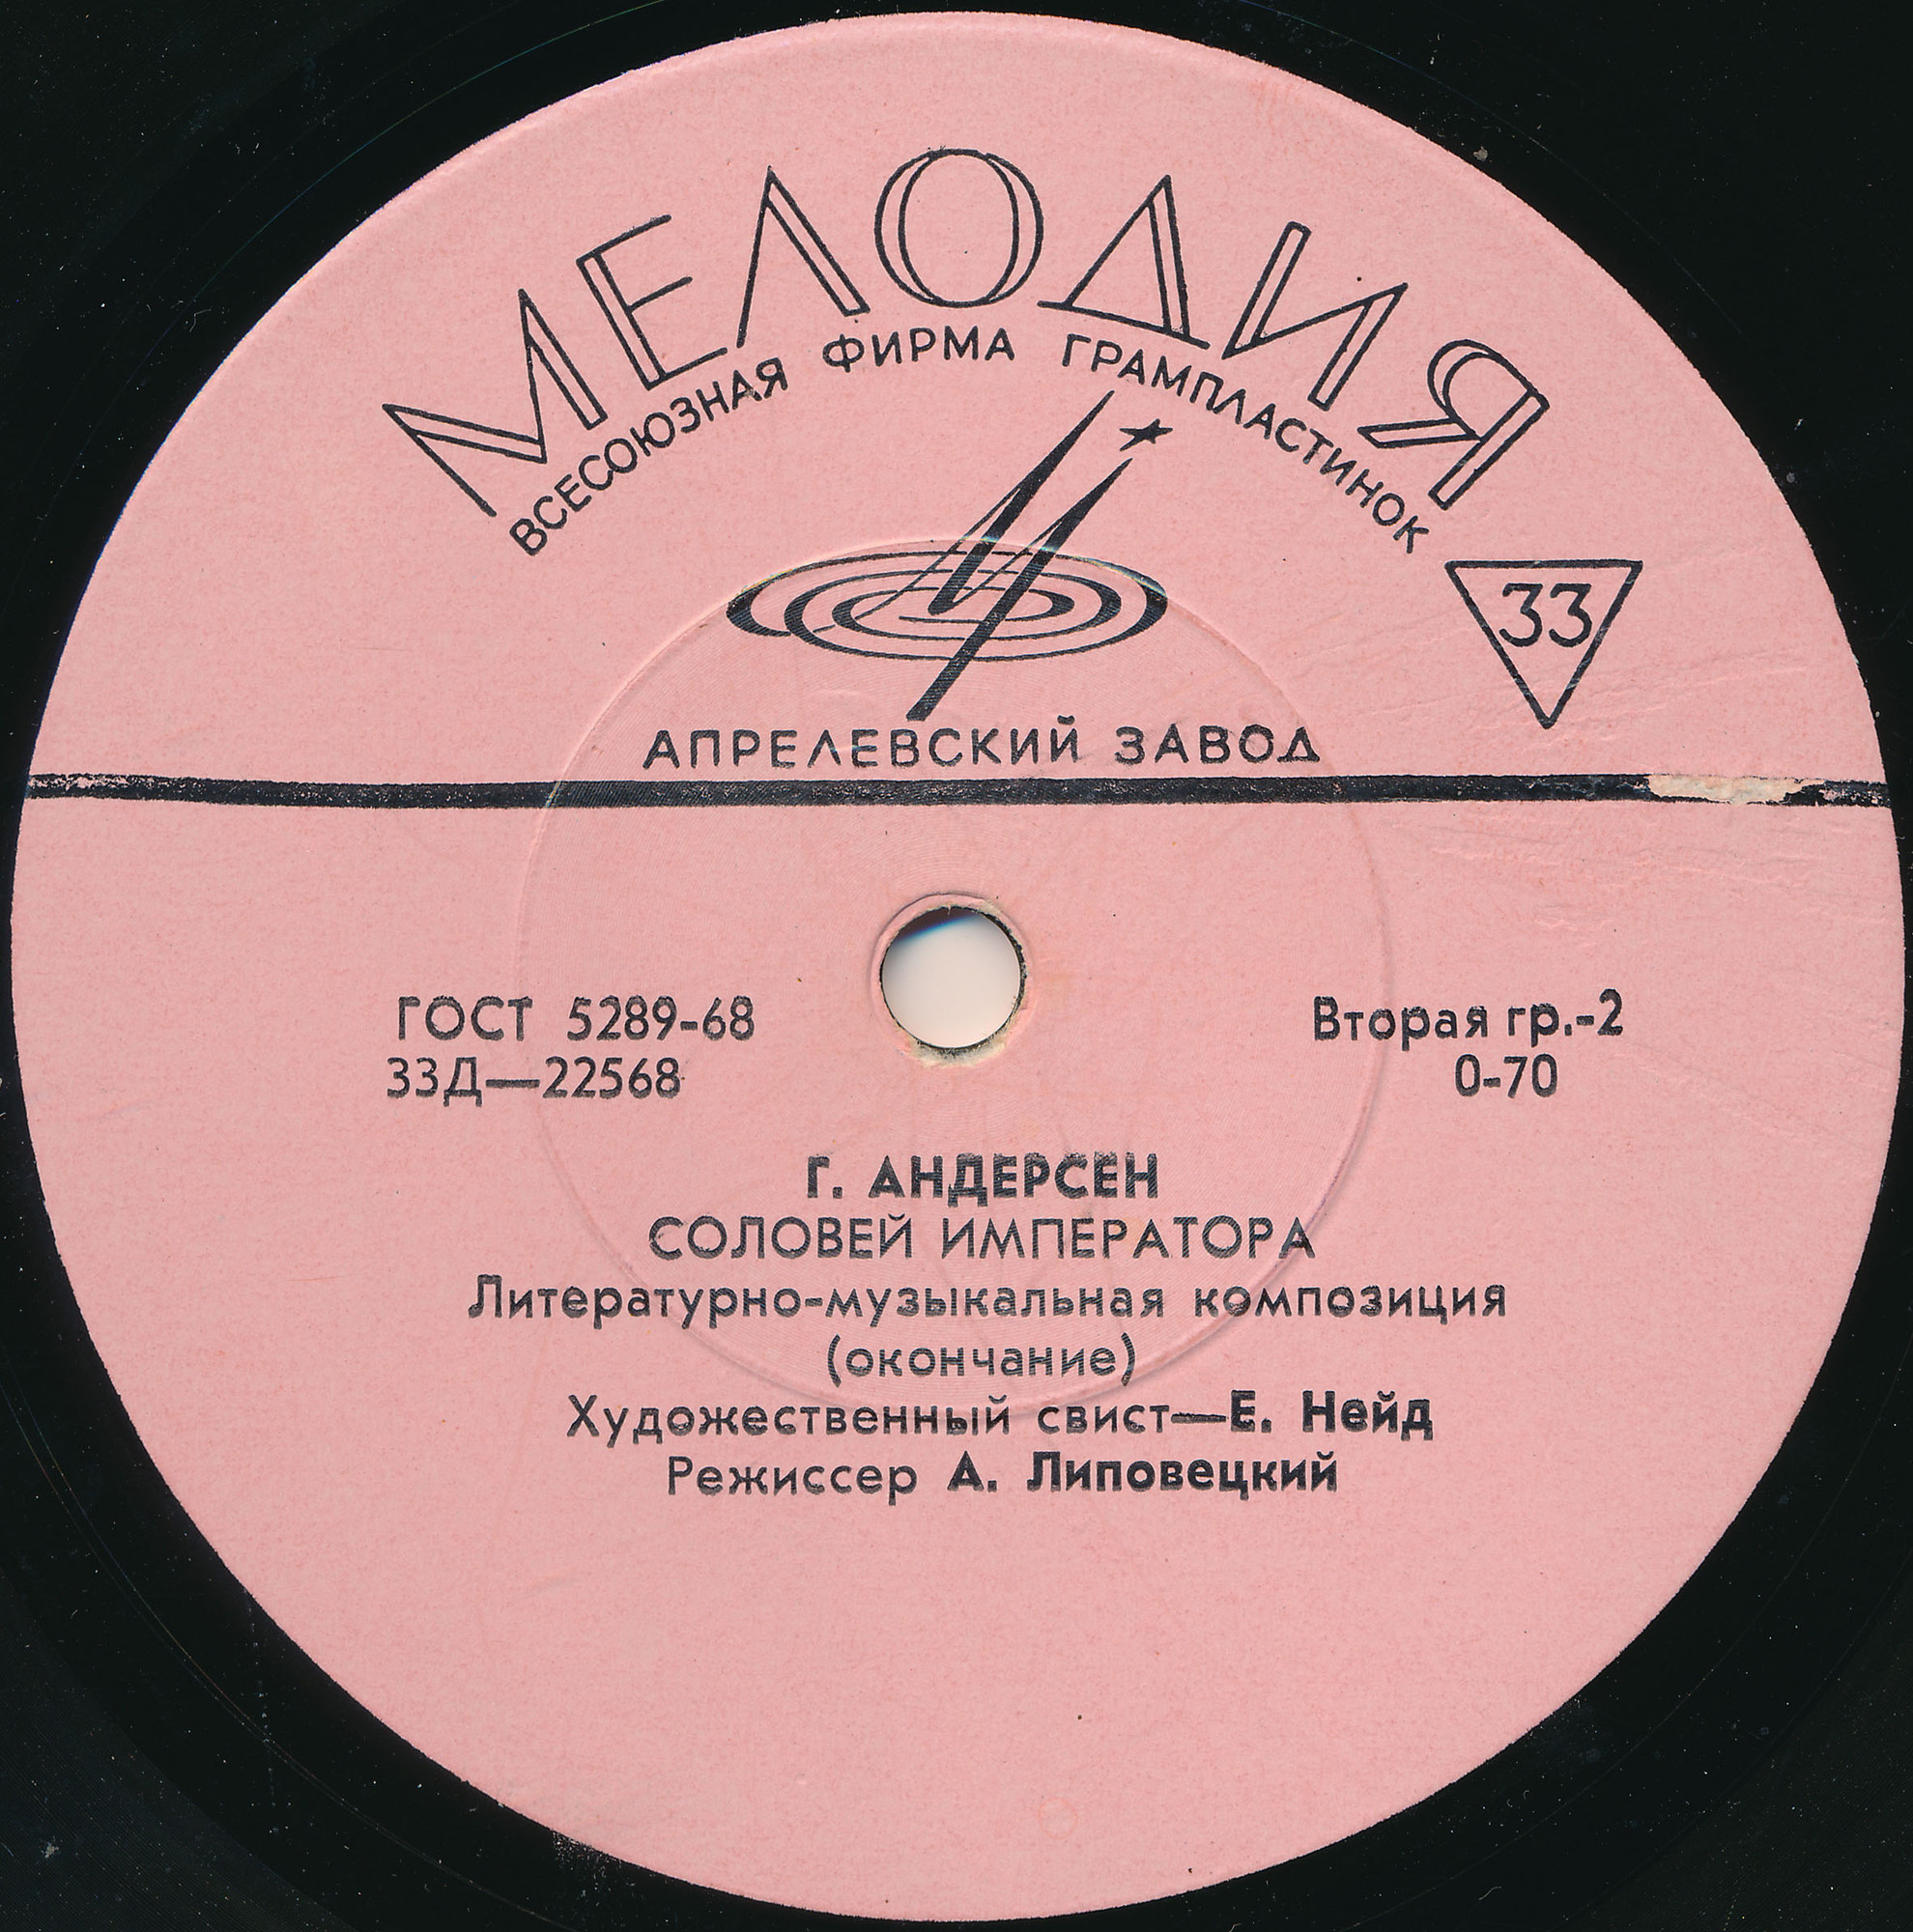 МЕЛОДИЯ
ВСЕСОЮЗНАЯ ФИРМА ГРАМПЛАСТИНОК
33
АПРЕЛЕВСКИЙ ЗАВОД
ГОСТ 5289-68
33Д—22568
Вторая гр.-2
0-70
Г. АНДЕРСЕН
СОЛОВЕЙ ИМПЕРАТОРА
Литературно-музыкальная композиция
(окончание)
Художественный свист—Е. Нейд
Режиссер А. Липовецкий